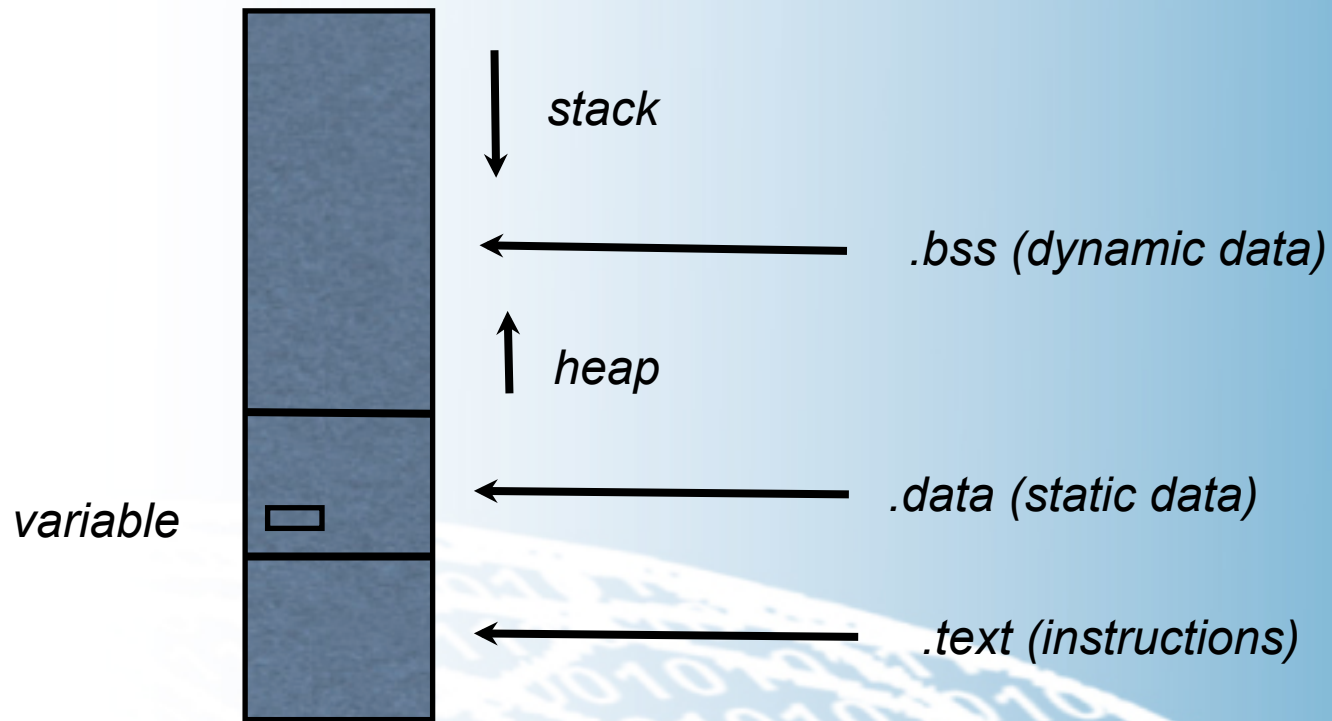 stack
.bss (dynamic data)
heap
.data (static data)
variable
.text (instructions)